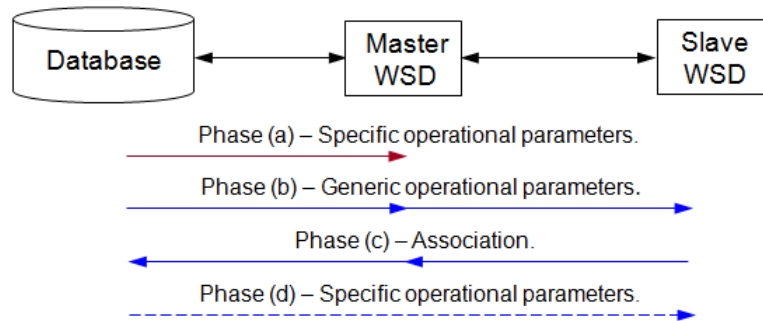 Database
Master
WSD
Slave
WSD
Phase (a) – Specific operational parameters.
Phase (b) – Generic operational parameters.
Phase (c) – Association.
Phase (d) – Specific operational parameters.